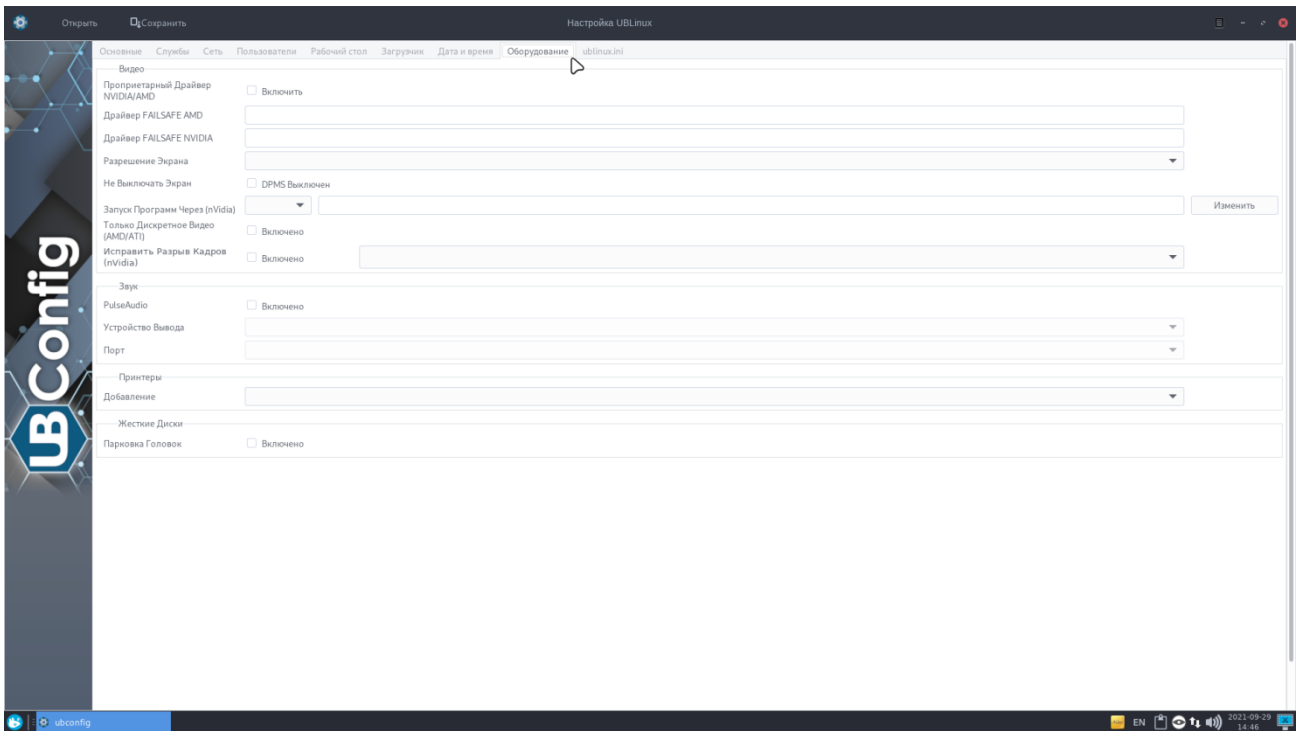 Открыть Сохранить Настройка UBLinux
Основные Службы Сеть Пользователи Рабочий стол Загрузчик Дата и время Оборудование ublinux.ini
Видео
Проприетарный Драйвер
NVIDIA/AMD
Включить
Драйвер FAILSAFE AMD
Драйвер FAILSAFE NVIDIA
Разрешение Экрана
Не Выключать Экран DPMS Выключен
Запуск Программ Через (nVidia) Изменить
Только Дискретное Видео
(AMD/ATI)
Включено
Исправить Разрыв Кадров
(nVidia)
Включено
Звук
PulseAudio Включено
Устройство Вывода
Порт
Принтеры
Добавление
Жесткие Диски
Парковка Головок Включено
UBConfig
ubconfig
EN
2021-09-29
14:46